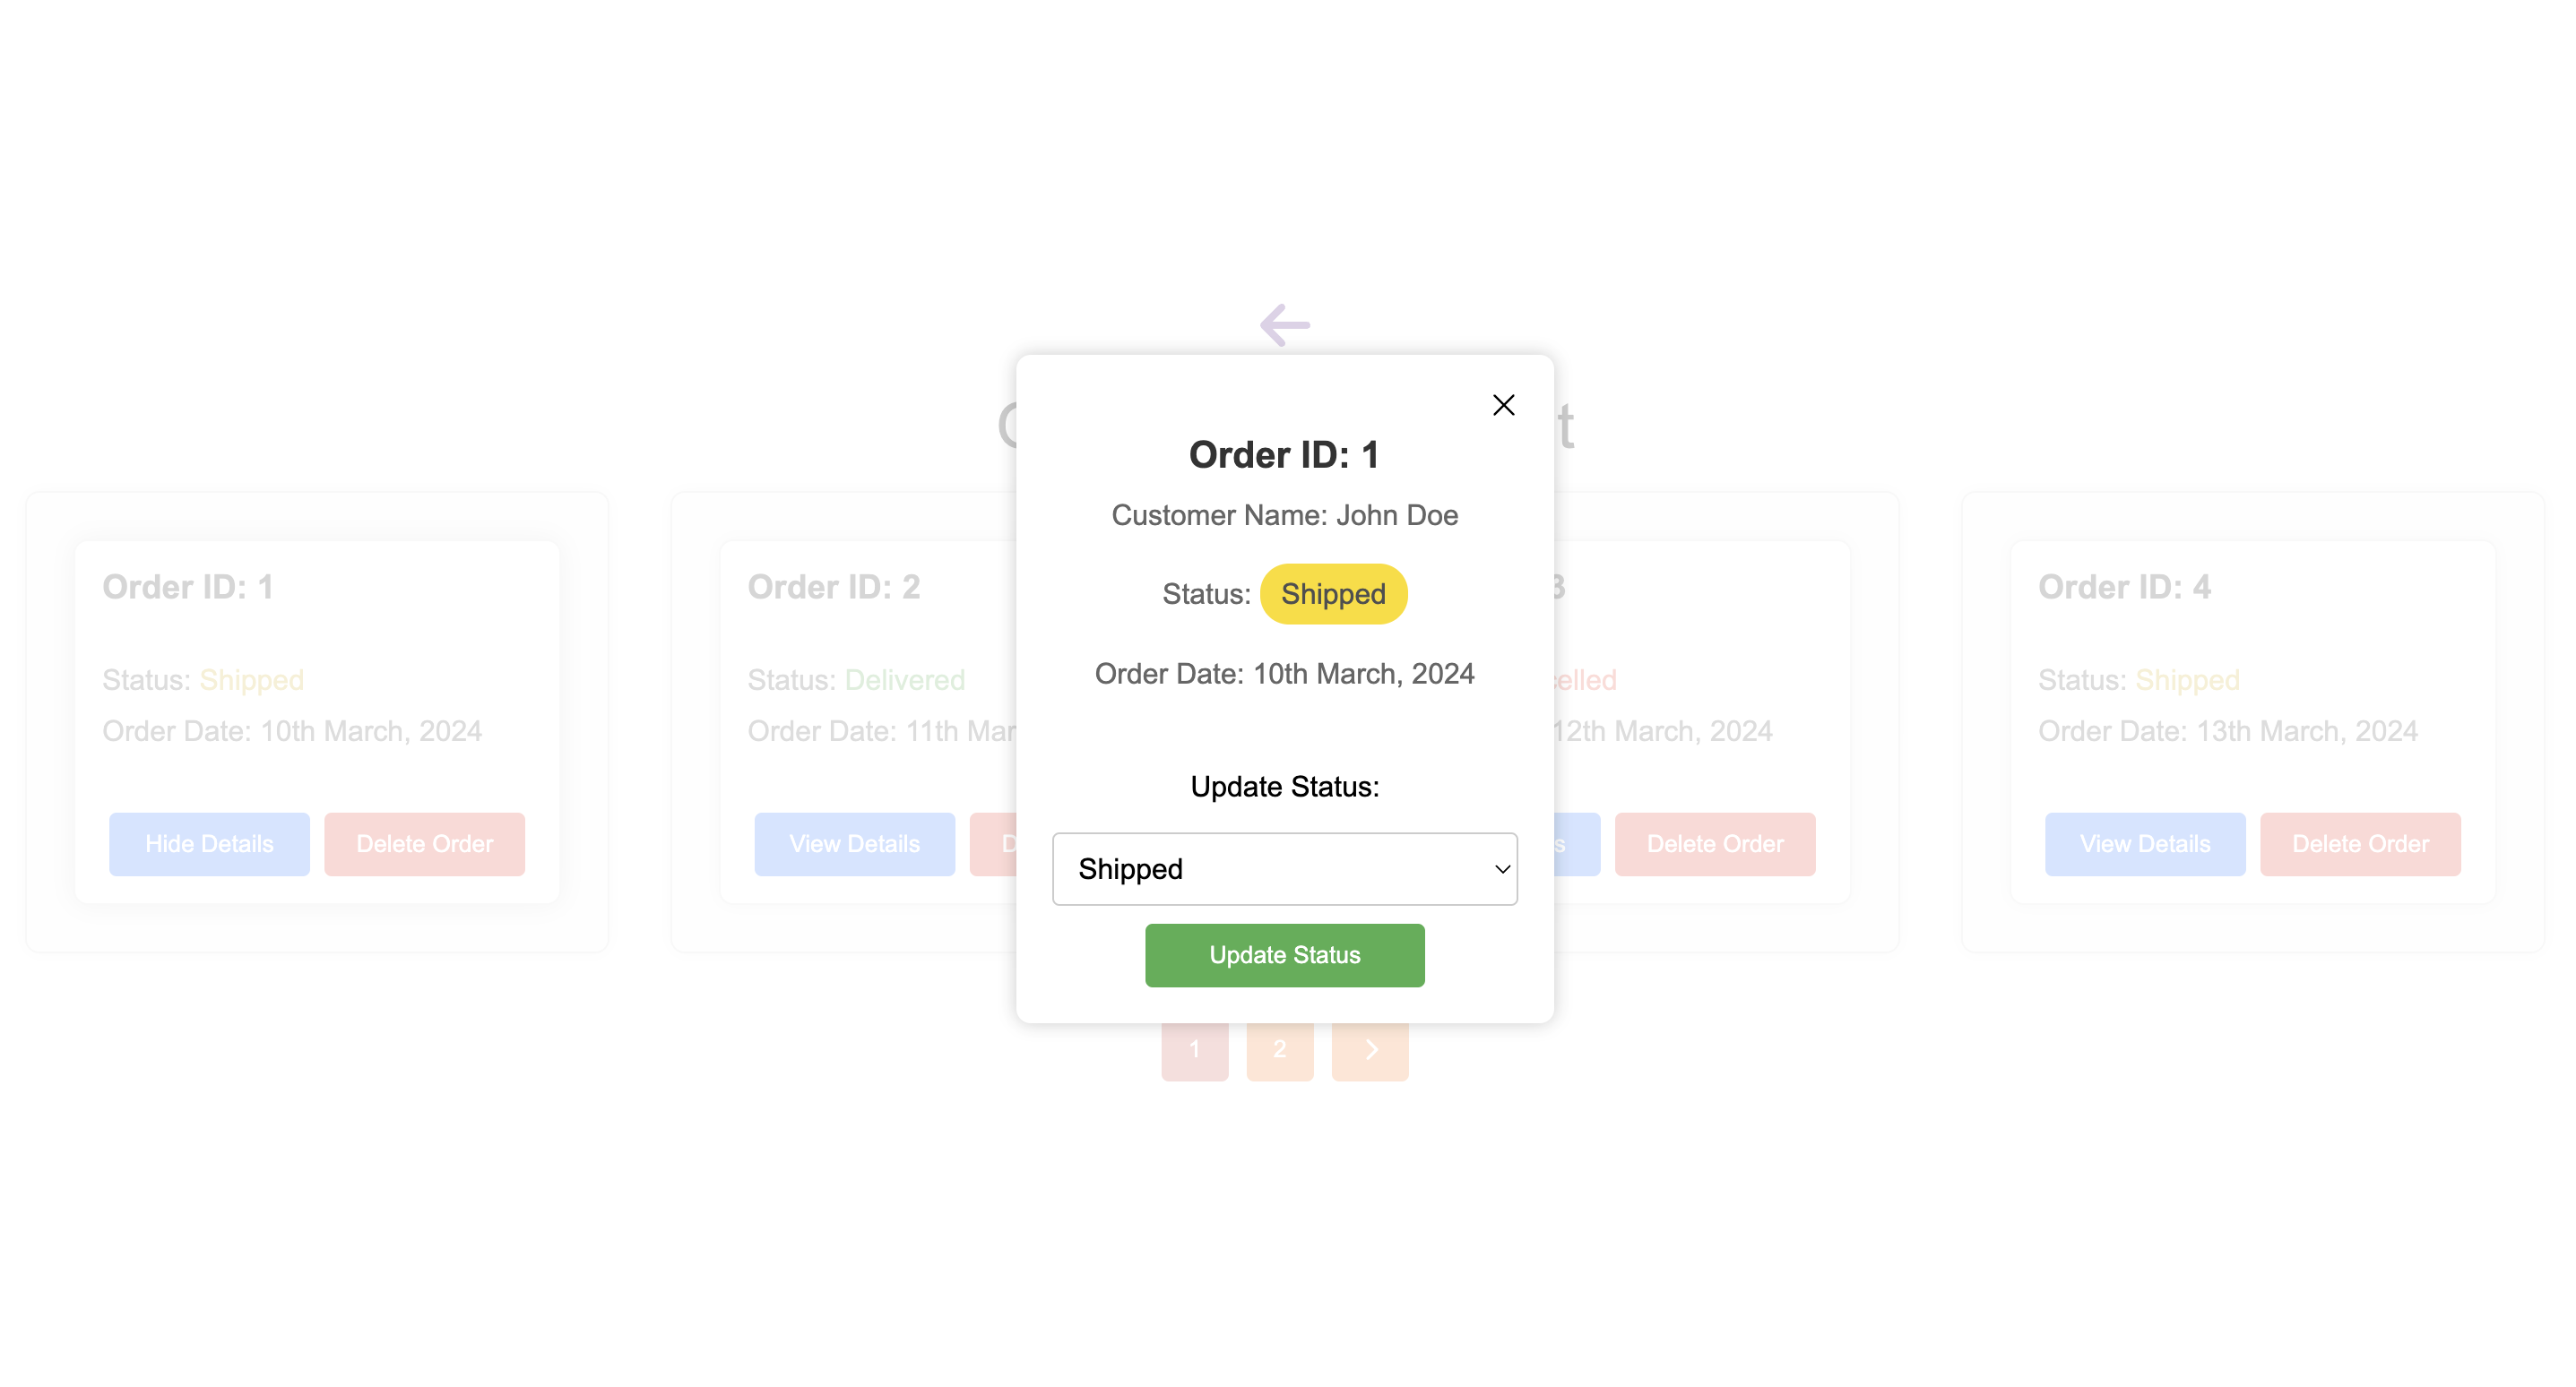 Order ID: 1
Customer Name: John Doe
Status: Shipped
Order Date: 10th March, 2024
Update Status:
Shipped
Update Status
Order ID: 1
Status: Shipped
Order Date: 10th March, 2024
Hide Details
Delete Order
Order ID: 2
Status: Delivered
Order Date: 11th
3
12th March, 2024
Delete Order
Order ID: 4
Status: Shipped
Order Date: 13th March, 2024
View Details
Delete Order
View Details
1
2